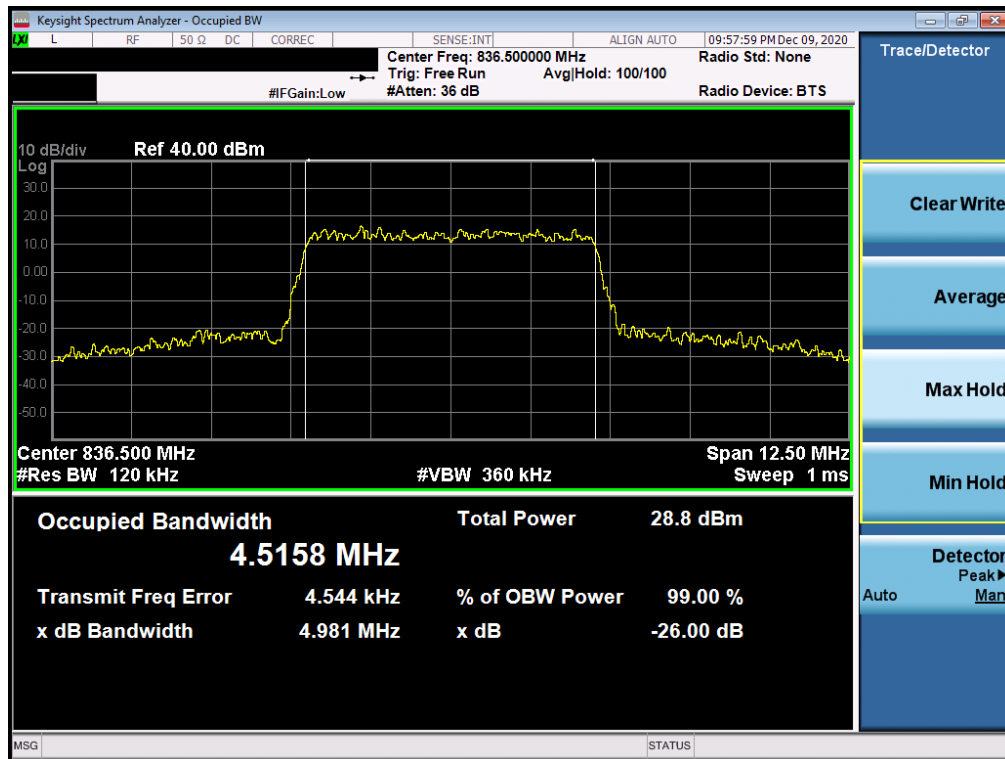 Keysight Spectrum Analyzer - Occupied BW
LXI L RF 50 Ω DC CORREC SENSE:INT ALIGN AUTO 09:57:59 PM Dec 09, 2020
Center Freq: 836.500000 MHz Radio Std: None
Trig: Free Run Avg|Hold: 100/100
#IFGain:Low #Atten: 36 dB Radio Device: BTS
Trace/Detector
10 dB/div Ref 40.00 dBm
Log
30.0
20.0
10.0
0.00
-10.0
-20.0
-30.0
-40.0
-50.0
Center 836.500 MHz Span 12.50 MHz
#Res BW 120 kHz #VBW 360 kHz Sweep 1 ms
Occupied Bandwidth Total Power 28.8 dBm
4.5158 MHz
Transmit Freq Error 4.544 kHz % of OBW Power 99.00 %
x dB Bandwidth 4.981 MHz x dB -26.00 dB
Clear Write
Average
Max Hold
Min Hold
Detector
Peak▶
Auto Man
MSG STATUS